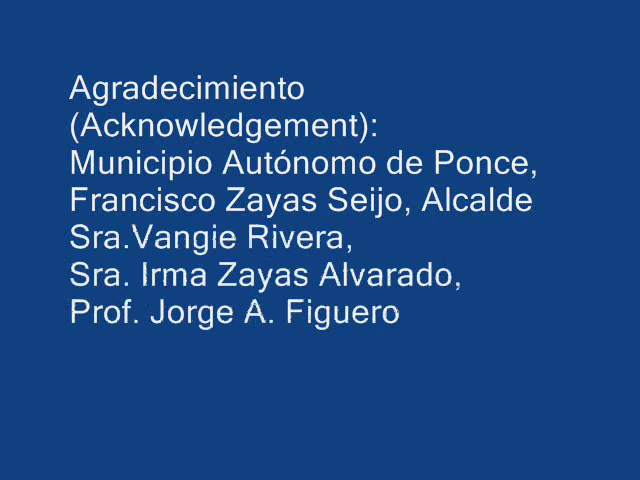 Agradecimiento
(Acknowledgement):
Municipio Autónomo de Ponce,
Francisco Zayas Seijo, Alcalde
Sra.Vangie Rivera,
Sra. Irma Zayas Alvarado,
Prof. Jorge A. Figuero